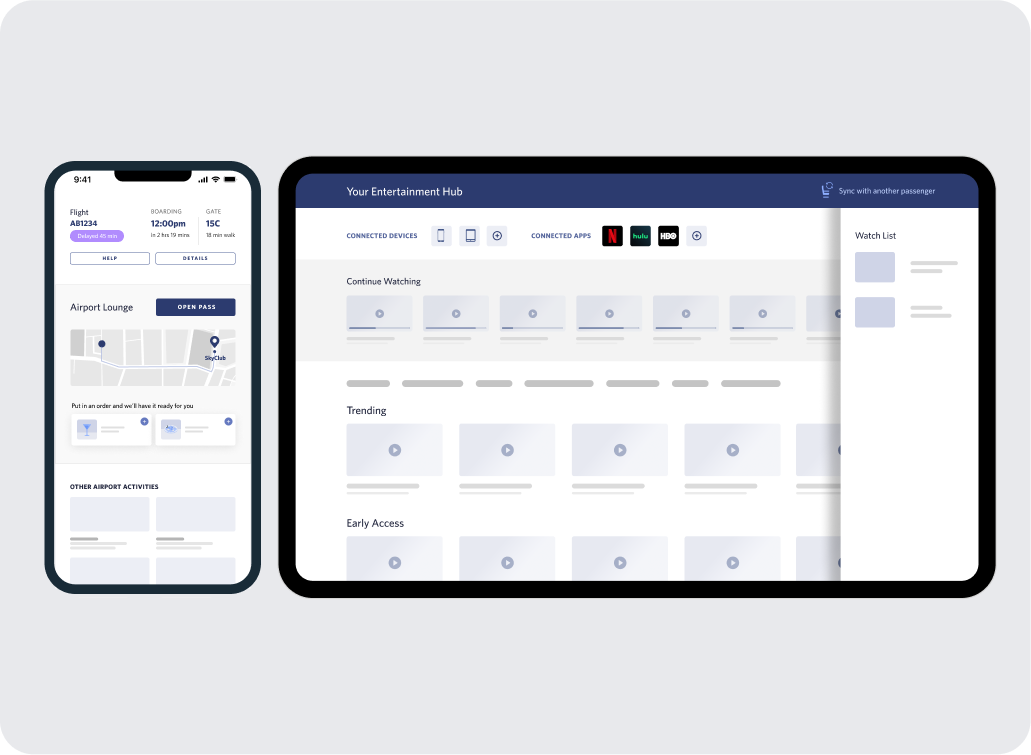 9:41
Flight
AB1234
Delayed 45 min
BOARDING
12:00pm
in 2 hrs 19 mins
GATE
15C
18 min walk
HELP
DETAILS
Airport Lounge
OPEN PASS
SkyClub
Put in an order and we'll have it ready for you
OTHER AIRPORT ACTIVITIES
Your Entertainment Hub
Sync with another passenger
CONNECTED DEVICES
CONNECTED APPS
N
hulu
HBO
Watch List
Continue Watching
Trending
Early Access